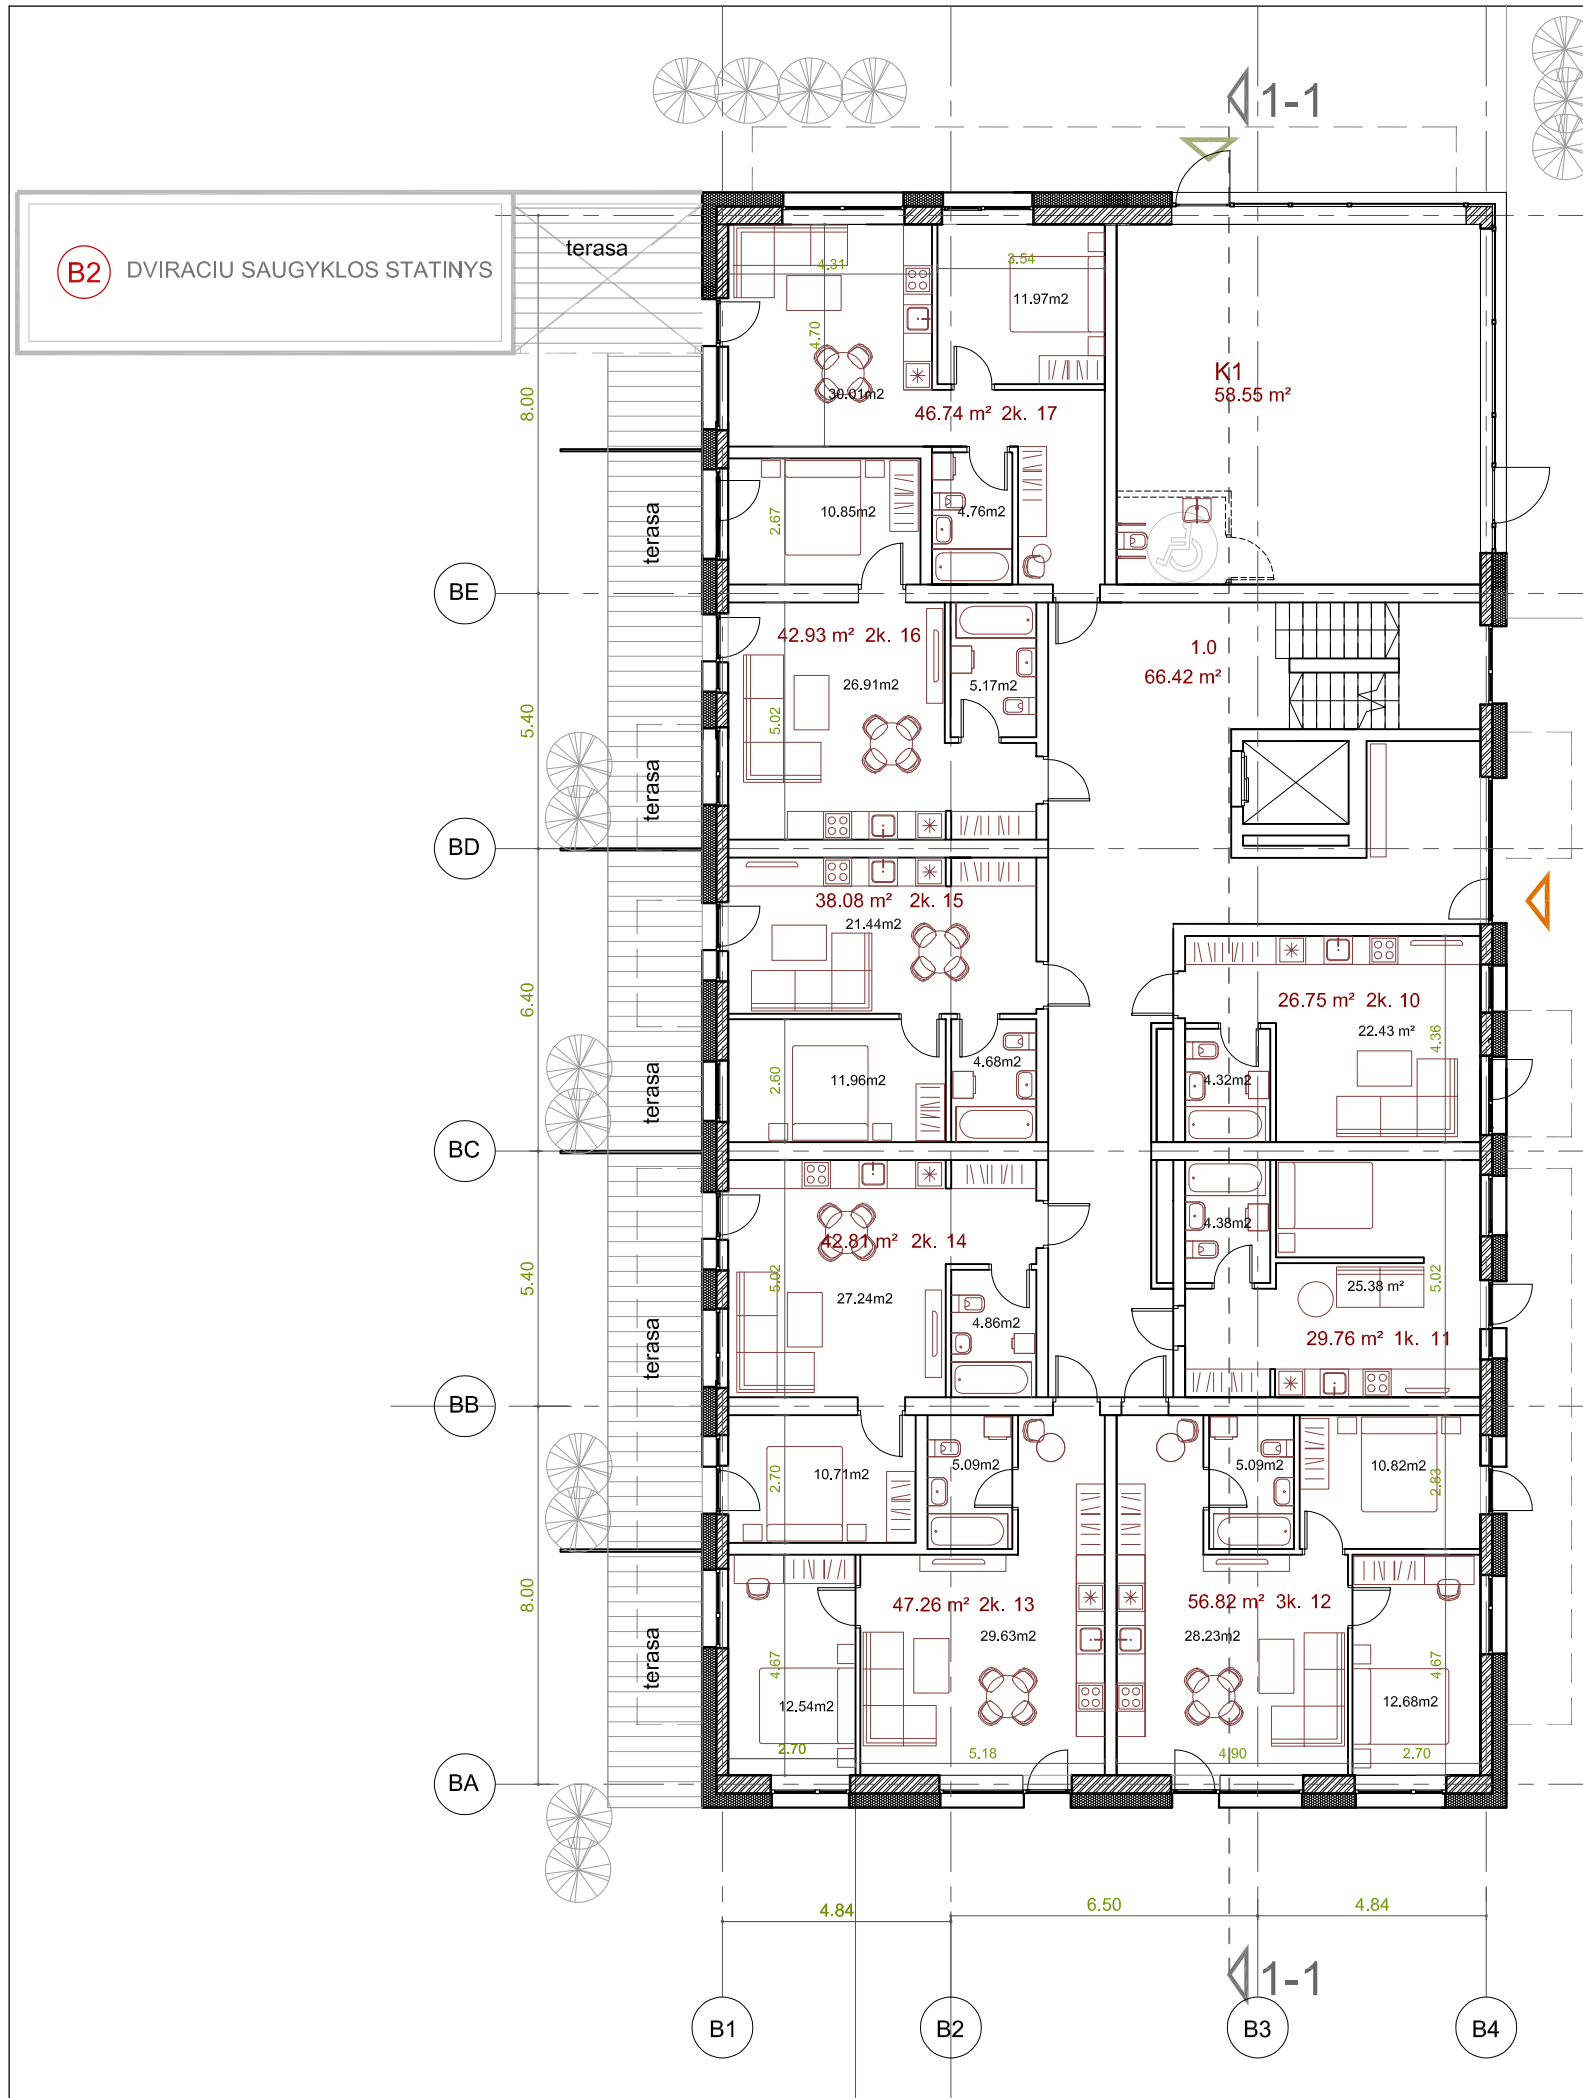 1-1
terasa
B2 DVIRACIU SAUGYKLOS STATINYS
4.31
3.54
11.97m2
4.70
K1
58.55 m²
30.01m2
8.00
46.74 m² 2k. 17
10.85m2
4.76m2
2.67
terasa
BE
42.93 m² 2k. 16
1.0
66.42 m²
26.91m2
5.17m2
5.02
5.40
terasa
BD
38.08 m² 2k. 15
21.44m2
6.40
26.75 m² 2k. 10
22.43 m²
4.36
4.68m2
11.96m2
2.60
4.32m2
terasa
BC
4.38m2
42.81 m² 2k. 14
5.02
5.40
27.24m2
25.38 m²
5.02
4.86m2
29.76 m² 1k. 11
terasa
BB
5.09m2
5.09m2
10.82m2
10.71m2
2.70
2.83
8.00
47.26 m² 2k. 13
56.82 m² 3k. 12
29.63m2
28.23m2
terasa
4.67
4.67
12.54m2
12.68m2
2.70
5.18
4.90
2.70
BA
4.84
6.50
4.84
1-1
B1
B2
B3
B4